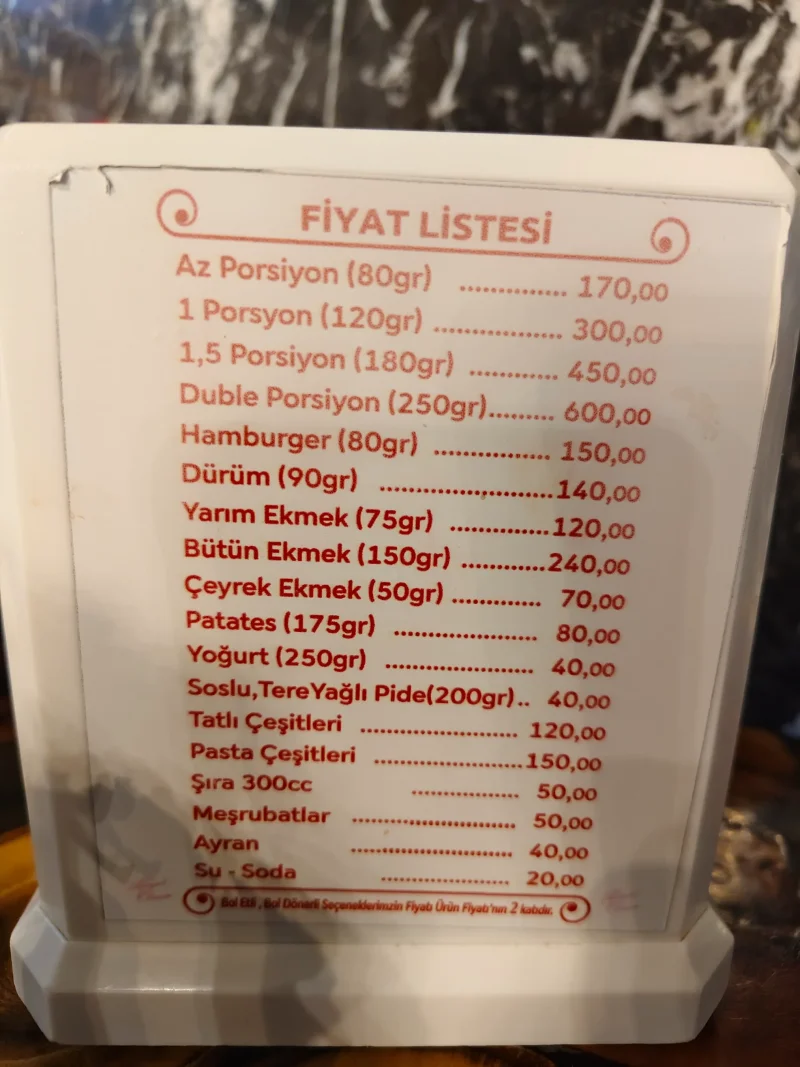 FİYAT LİSTESİ
Az Porsiyon (80gr) .............. 170,00
1 Porsyon (120gr) ................. 300,00
1,5 Porsiyon (180gr) ............ 450,00
Duble Porsiyon (250gr)......... 600,00
Hamburger (80gr) ................ 150,00
Dürüm (90gr) ........................140,00
Yarım Ekmek (75gr) ..............120,00
Bütün Ekmek (150gr) ............240,00
Çeyrek Ekmek (50gr) ............. 70,00
Patates (175gr) ..................... 80,00
Yoğurt (250gr) ...................... 40,00
Soslu,TereYağlı Pide(200gr).. 40,00
Tatlı Çeşitleri ........................ 120,00
Pasta Çeşitleri .......................150,00
Şıra 300cc ................. 50,00
Meşrubatlar .......................... 50,00
Ayran .......................... 40,00
Su - Soda ..................... 20,00
Bol Etli , Bol Dönerli Seçeneklerimzin Fiyatı Ürün Fiyatı'nın 2 katıdır.